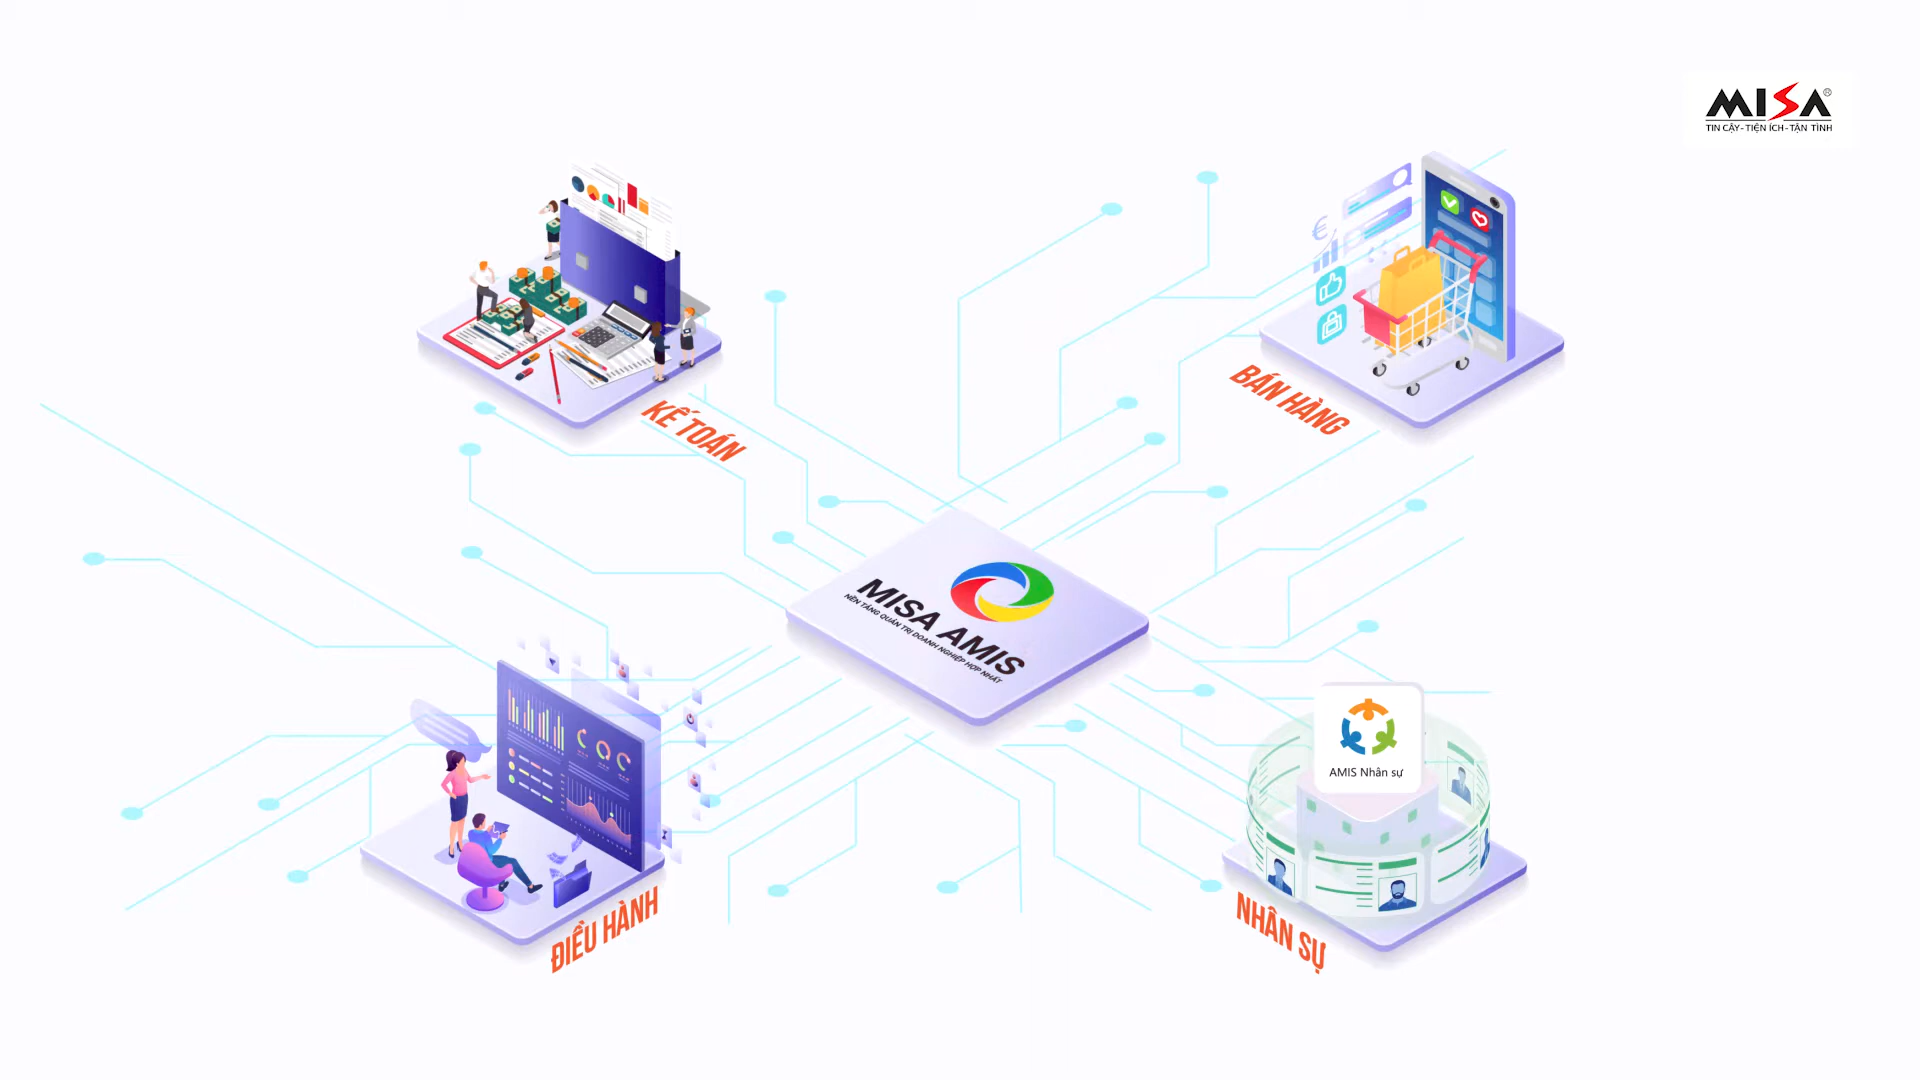 MISA®
TIN CẬY-TIỆN ÍCH-TẬN TÌNH
KẾ TOÁN
BÁN HÀNG
MISA AMIS
NỀN TẢNG QUẢN TRỊ DOANH NGHIỆP HỢP NHẤT
AMIS Nhân sự
ĐIỀU HÀNH
NHÂN SỰ